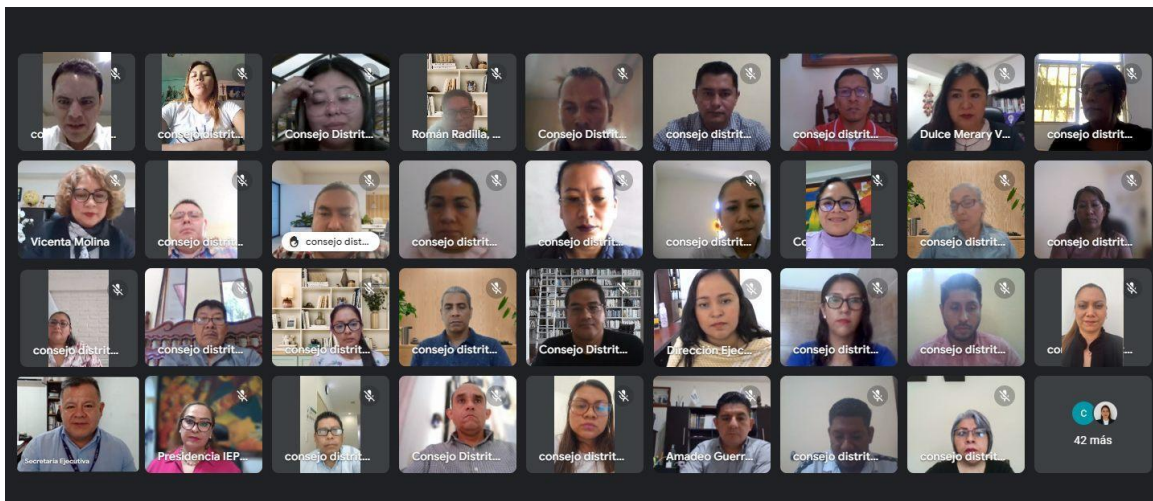 consejo distrit...
Consejo Distrit...
Román Radilla, ...
Consejo Distrit...
consejo distrit...
consejo distrit...
Dulce Merary V...
consejo distrit...
Vicenta Molina
consejo distrit...
consejo dist...
consejo distrit...
consejo distrit...
consejo distrit...
consejo distrit...
consejo distrit...
consejo distrit...
consejo distrit...
consejo distrit...
consejo distrit...
Consejo Distrit...
Dirección Ejec...
consejo distrit...
consejo distrit...
Secretaría Ejecutiva
Presidencia IEP...
consejo distrit...
Consejo Distrit...
consejo distrit...
Amadeo Guerr...
consejo distrit...
consejo distrit...
C
42 más